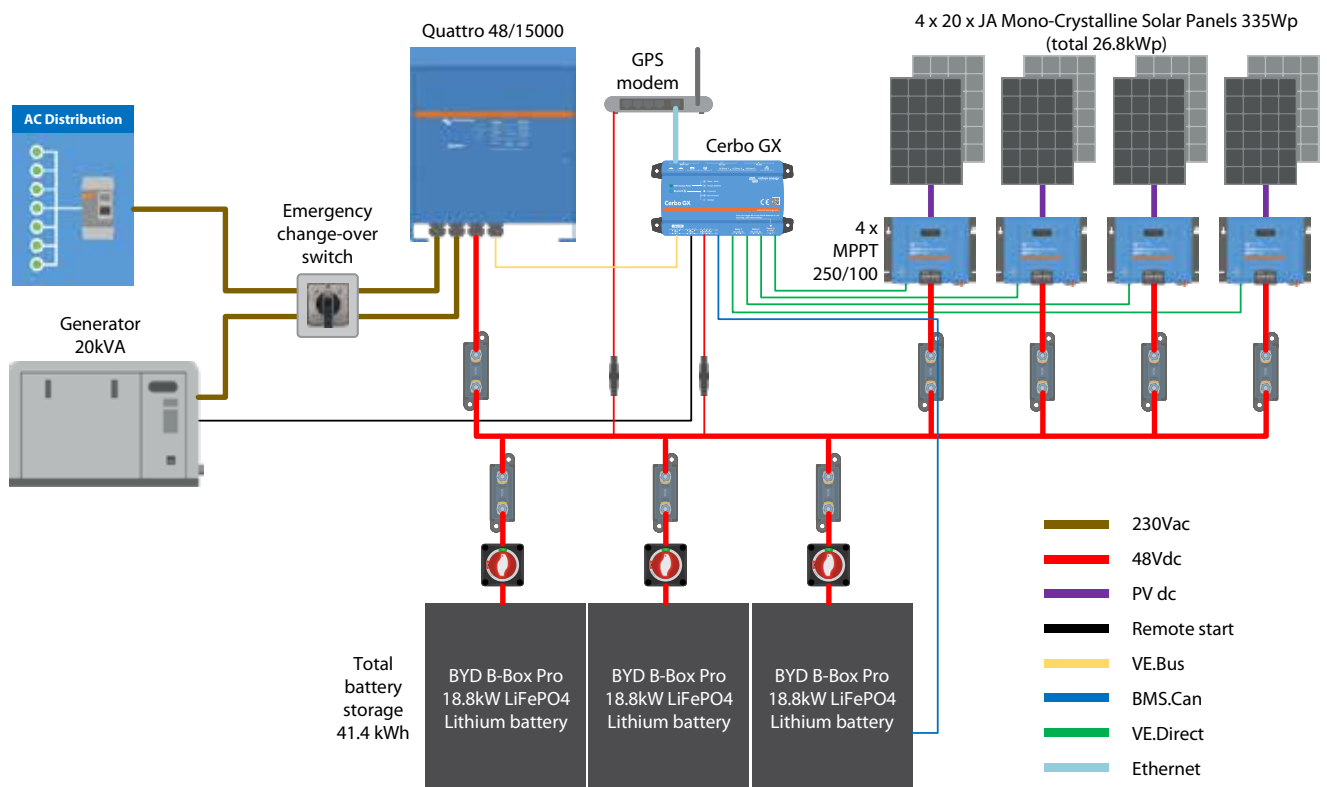 Quattro 48/15000
GPS
modem
4 x 20 x JA Mono-Crystalline Solar Panels 335Wp
(total 26.8kWp)
AC Distribution
Cerbo GX
Cerbo GX
Emergency
change-over
switch
4 x
MPPT
250/100
Generator
20kVA
Total
battery
storage
41.4 kWh
BYD B-Box Pro
18.8kW LiFePO4
Lithium battery
BYD B-Box Pro
18.8kW LiFePO4
Lithium battery
BYD B-Box Pro
18.8kW LiFePO4
Lithium battery
230Vac
48Vdc
PV dc
Remote start
VE.Bus
BMS.Can
VE.Direct
Ethernet